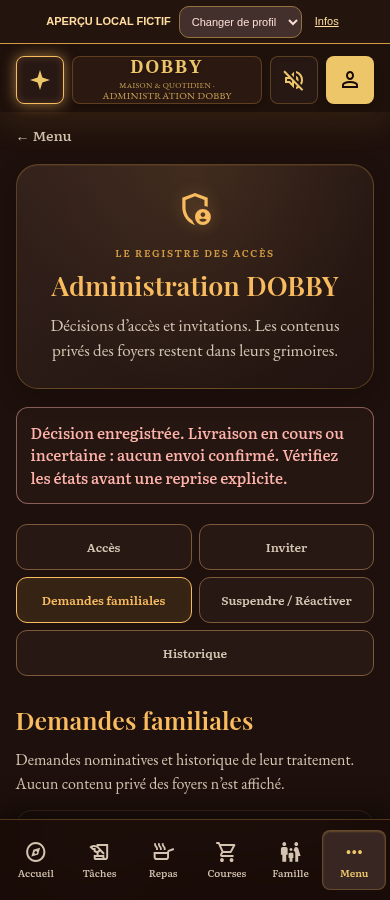 APERÇU LOCAL FICTIF Changer de profil Infos
DOBBY
MAISON & QUOTIDIEN ·
ADMINISTRATION DOBBY
← Menu
LE REGISTRE DES ACCÈS
Administration DOBBY
Décisions d’accès et invitations. Les contenus
privés des foyers restent dans leurs grimoires.
Décision enregistrée. Livraison en cours ou
incertaine : aucun envoi confirmé. Vérifiez
les états avant une reprise explicite.
Accès Inviter
Demandes familiales Suspendre / Réactiver
Historique
Demandes familiales
Demandes nominatives et historique de leur traitement.
Aucun contenu privé des foyers n’est affiché.
Accueil Tâches Repas Courses Famille Menu